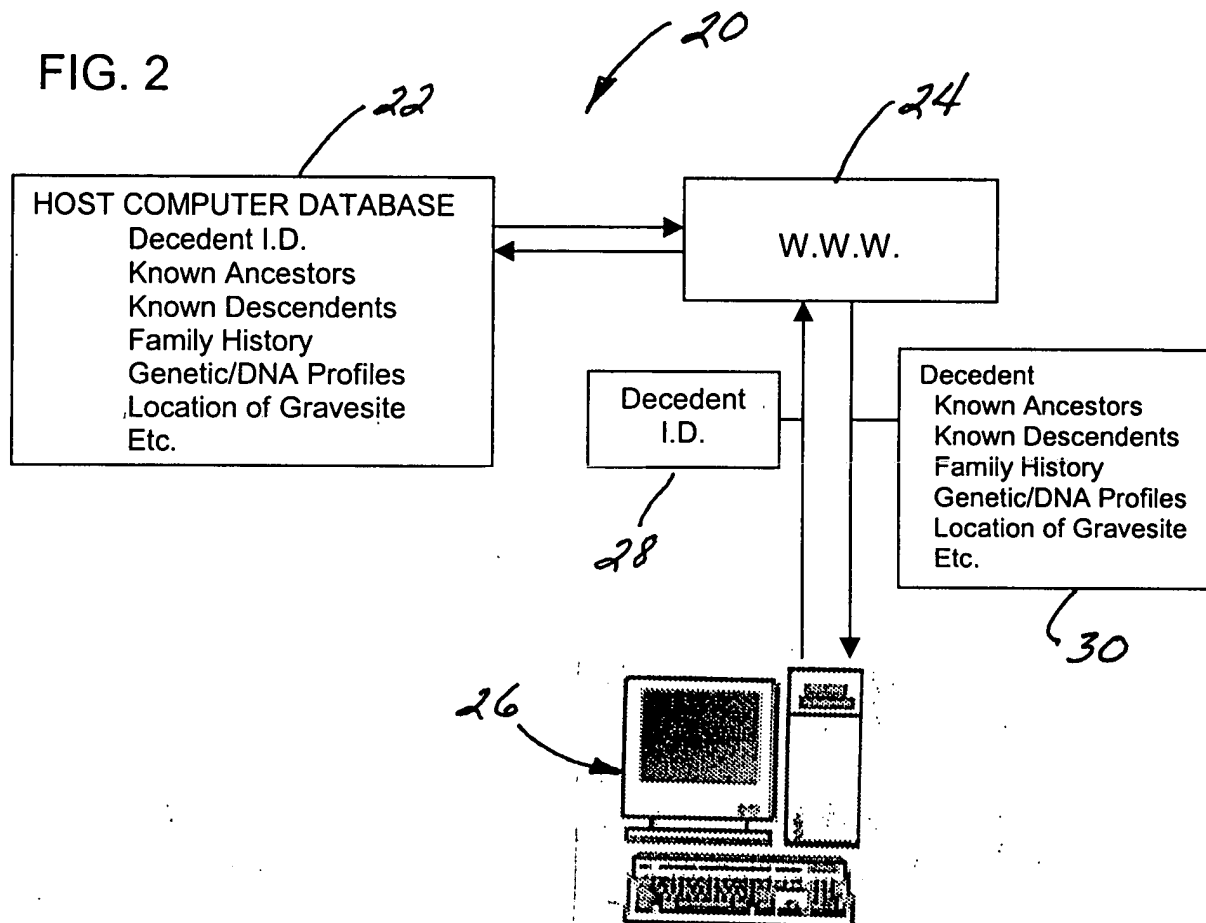 FIG. 2
20
22
24
HOST COMPUTER DATABASE
Decedent I.D.
Known Ancestors
Known Descendents
Family History
Genetic/DNA Profiles
Location of Gravesite
Etc.
W.W.W.
Decedent
I.D.
28
Decedent
Known Ancestors
Known Descendents
Family History
Genetic/DNA Profiles
Location of Gravesite
Etc.
30
26